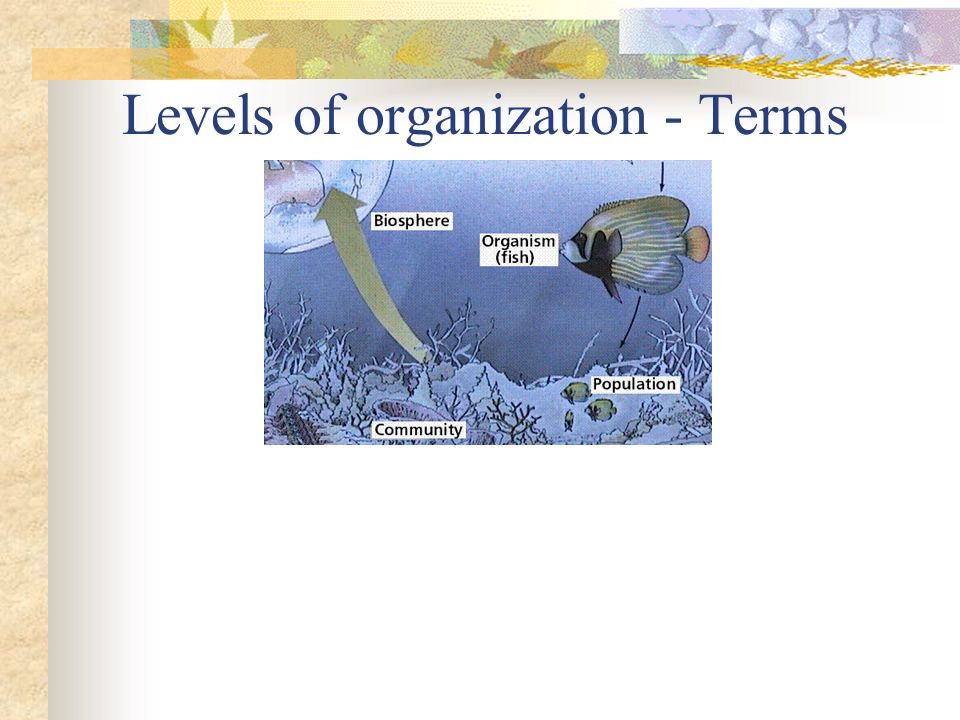 Levels of organization - Terms
Biosphere
Organism
(fish)
Population
Community